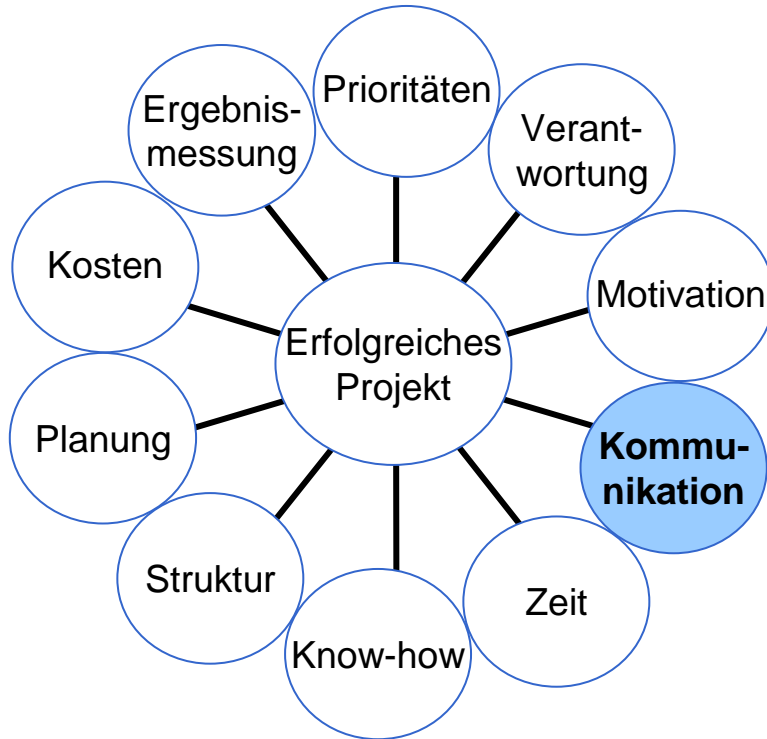 Prioritäten
Verant-
wortung
Motivation
Kommu-
nikation
Zeit
Know-how
Struktur
Planung
Kosten
Ergebnis-
messung
Erfolgreiches
Projekt